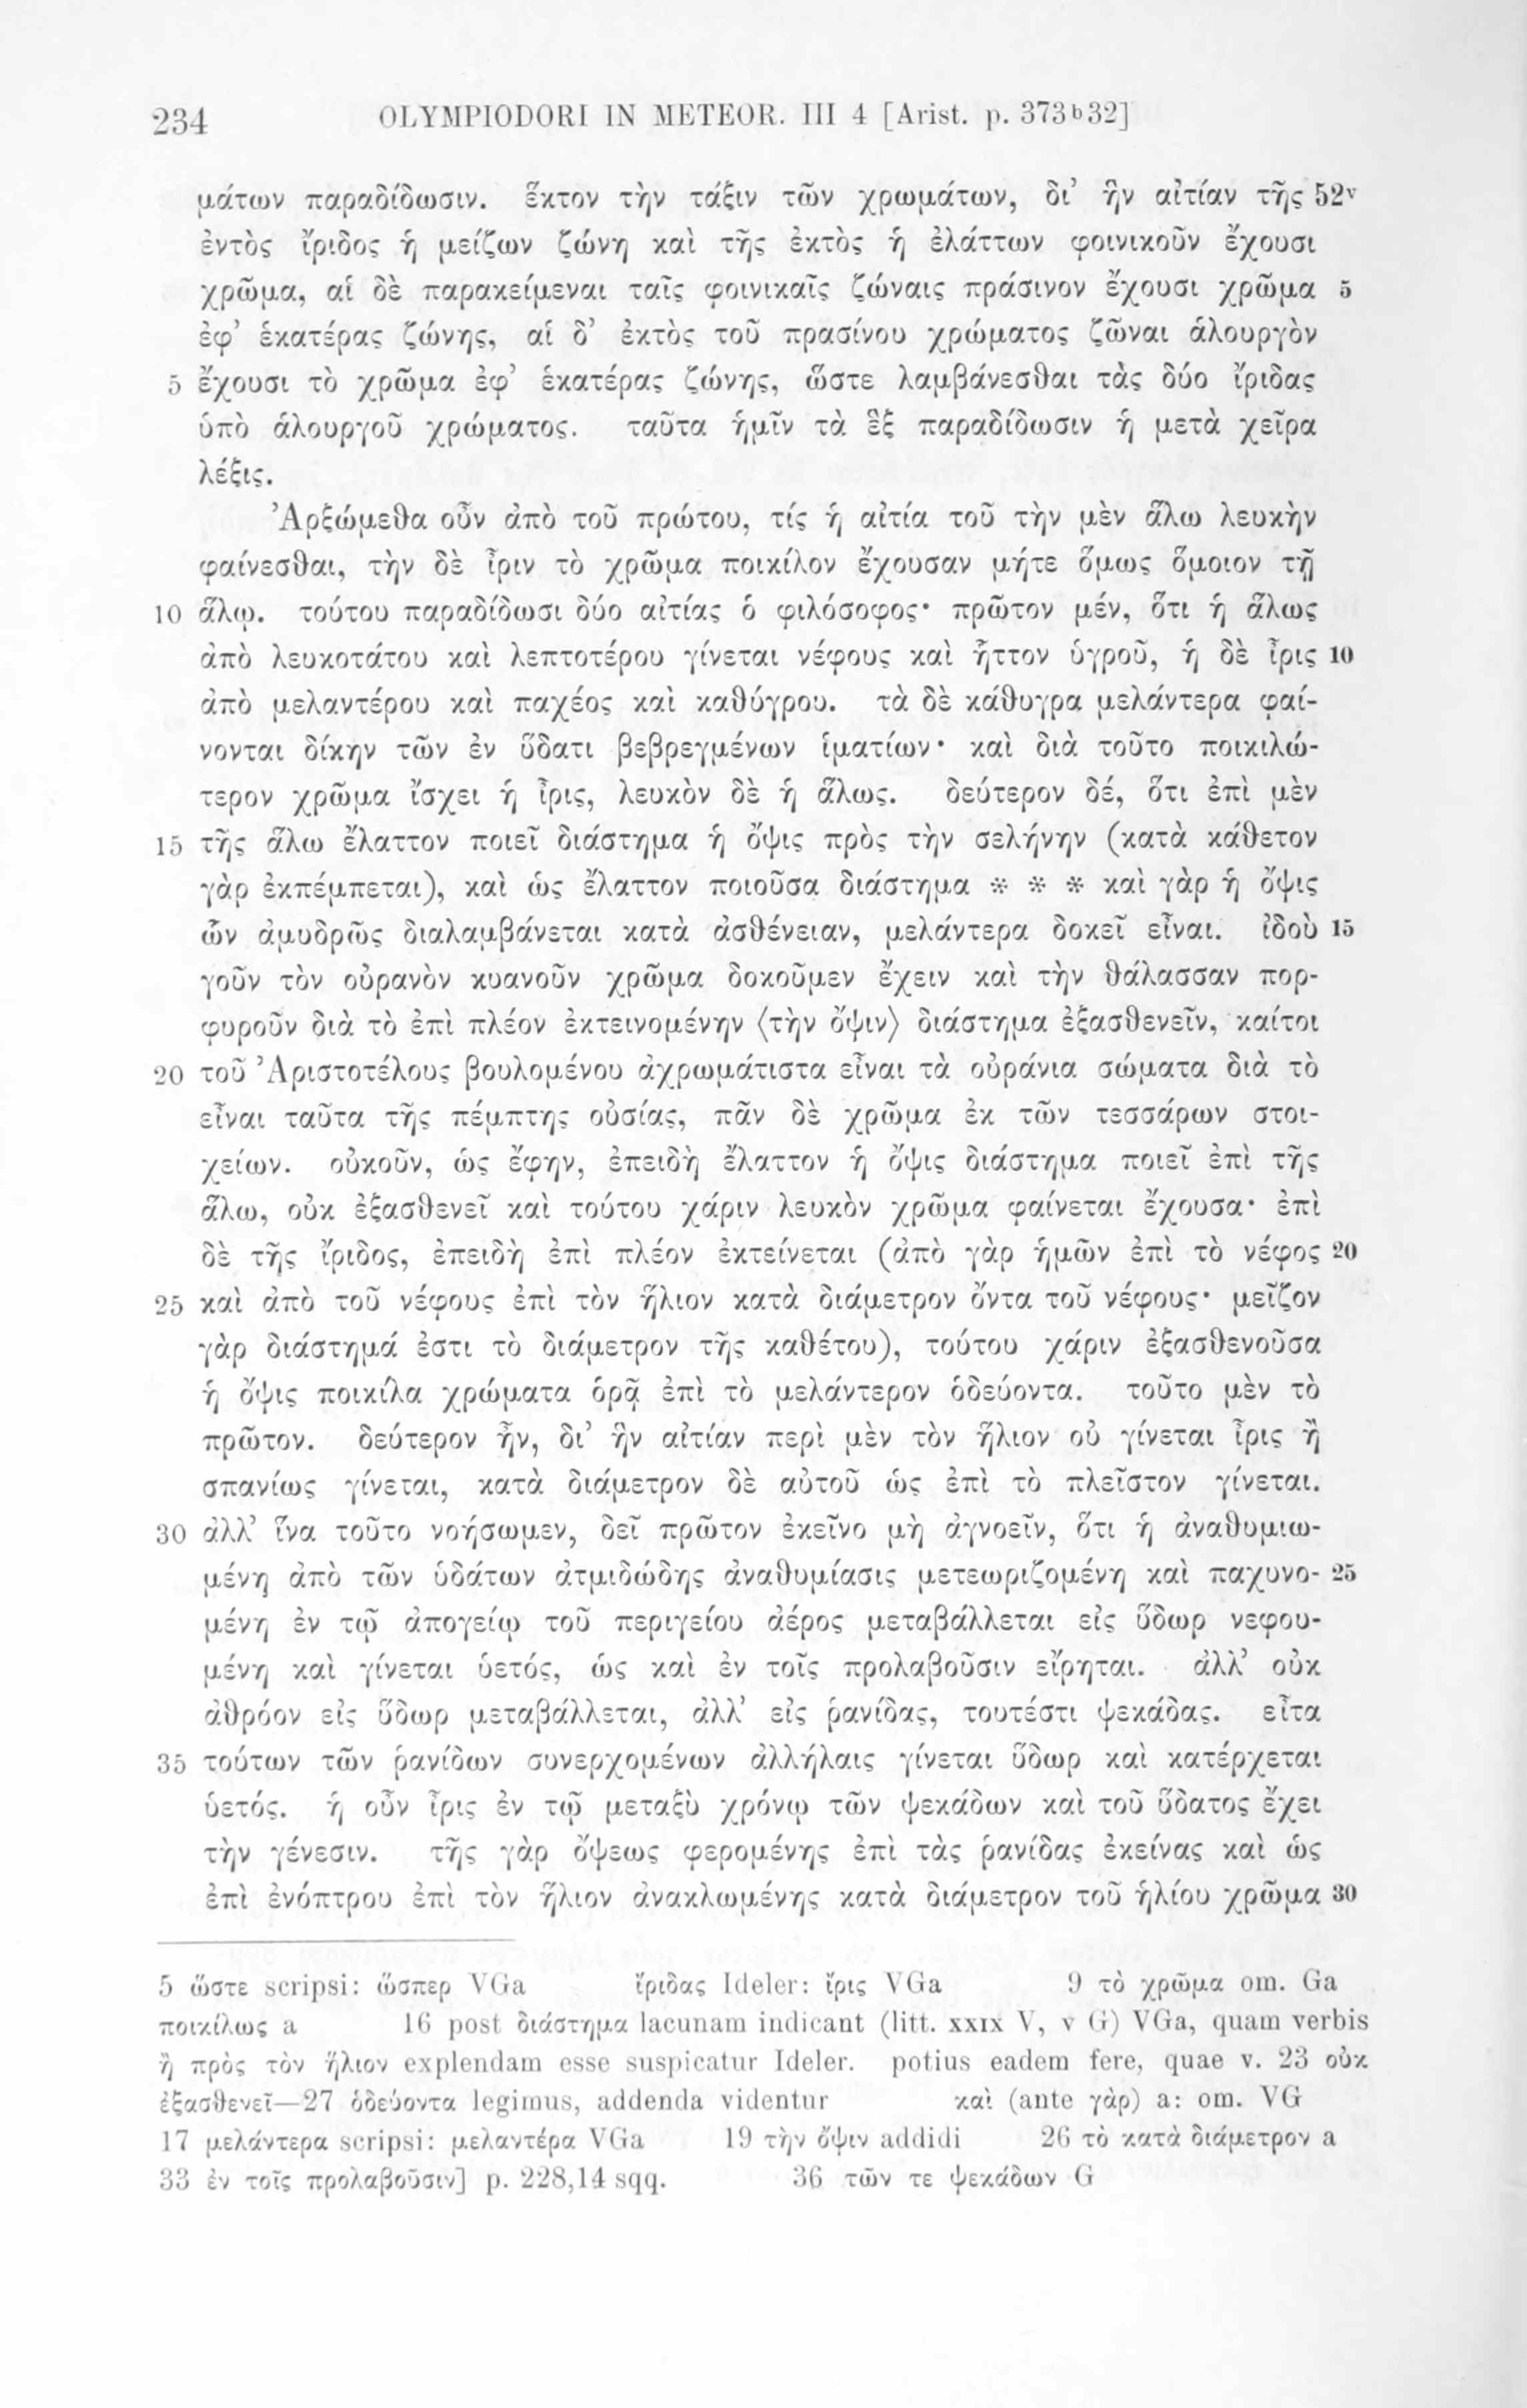 234 OLYMPIODORI IN METEOR. III 4 [Arist. p. 373b32]
μάτων παραδίδωσιν. ἕκτον τὴν τάξιν τῶν χρωμάτων, δι’ ἣν αἰτίαν τῆς 52v
ἐντὸς ἴριδος ἡ μείζων ζώνη καὶ τῆς ἐκτὸς ἡ ἐλάττων φοινικοῦν ἔχουσι
χρῶμα, αἱ δὲ παρακείμεναι ταῖς φοινικαῖς ζώναις πράσινον ἔχουσι χρῶμα 5
ἐφ’ ἑκατέρας ζώνης, αἱ δ’ ἐκτὸς τοῦ πρασίνου χρώματος ζῶναι ἁλουργὸν
5 ἔχουσι τὸ χρῶμα ἐφ’ ἑκατέρας ζώνης, ὥστε λαμβάνεσθαι τὰς δύο ἴριδας
ὑπὸ ἁλουργοῦ χρώματος. ταῦτα ἡμῖν τὰ ἓξ παραδίδωσιν ἡ μετὰ χεῖρα
λέξις.
Ἀρξώμεθα οὖν ἀπὸ τοῦ πρώτου, τίς ἡ αἰτία τοῦ τὴν μὲν ἅλω λευκὴν
φαίνεσθαι, τὴν δὲ ἶριν τὸ χρῶμα ποικίλον ἔχουσαν μήτε ὅμως ὅμοιον τῇ
10 ἅλῳ. τούτου παραδίδωσι δύο αἰτίας ὁ φιλόσοφος· πρῶτον μέν, ὅτι ἡ ἅλως
ἀπὸ λευκοτάτου καὶ λεπτοτέρου γίνεται νέφους καὶ ἧττον ὑγροῦ, ἡ δὲ ἶρις 10
ἀπὸ μελαντέρου καὶ παχέος καὶ καθύγρου. τὰ δὲ κάθυγρα μελάντερα φαί-
νονται δίκην τῶν ἐν ὕδατι βεβρεγμένων ἱματίων· καὶ διὰ τοῦτο ποικιλώ-
τερον χρῶμα ἴσχει ἡ ἶρις, λευκὸν δὲ ἡ ἅλως. δεύτερον δέ, ὅτι ἐπὶ μὲν
15 τῆς ἅλω ἔλαττον ποιεῖ διάστημα ἡ ὄψις πρὸς τὴν σελήνην (κατὰ κάθετον
γὰρ ἐκπέμπεται), καὶ ὡς ἔλαττον ποιοῦσα διάστημα * * * καὶ γὰρ ἡ ὄψις
ὧν ἀμυδρῶς διαλαμβάνεται κατὰ ἀσθένειαν, μελάντερα δοκεῖ εἶναι. ἰδοὺ 15
γοῦν τὸν οὐρανὸν κυανοῦν χρῶμα δοκοῦμεν ἔχειν καὶ τὴν θάλασσαν πορ-
φυροῦν διὰ τὸ ἐπὶ πλέον ἐκτεινομένην ⟨τὴν ὄψιν⟩ διάστημα ἐξασθενεῖν, καίτοι
20 τοῦ Ἀριστοτέλους βουλομένου ἀχρωμάτιστα εἶναι τὰ οὐράνια σώματα διὰ τὸ
εἶναι ταῦτα τῆς πέμπτης οὐσίας, πᾶν δὲ χρῶμα ἐκ τῶν τεσσάρων στοι-
χείων. οὐκοῦν, ὡς ἔφην, ἐπειδὴ ἔλαττον ἡ ὄψις διάστημα ποιεῖ ἐπὶ τῆς
ἅλω, οὐκ ἐξασθενεῖ καὶ τούτου χάριν λευκὸν χρῶμα φαίνεται ἔχουσα· ἐπὶ
δὲ τῆς ἴριδος, ἐπειδὴ ἐπὶ πλέον ἐκτείνεται (ἀπὸ γὰρ ἡμῶν ἐπὶ τὸ νέφος 20
25 καὶ ἀπὸ τοῦ νέφους ἐπὶ τὸν ἥλιον κατὰ διάμετρον ὄντα τοῦ νέφους· μεῖζον
γὰρ διάστημά ἐστι τὸ διάμετρον τῆς καθέτου), τούτου χάριν ἐξασθενοῦσα
ἡ ὄψις ποικίλα χρώματα ὁρᾷ ἐπὶ τὸ μελάντερον ὁδεύοντα. τοῦτο μὲν τὸ
πρῶτον. δεύτερον ἦν, δι’ ἣν αἰτίαν περὶ μὲν τὸν ἥλιον οὐ γίνεται ἶρις ἢ
σπανίως γίνεται, κατὰ διάμετρον δὲ αὐτοῦ ὡς ἐπὶ τὸ πλεῖστον γίνεται.
30 ἀλλ’ ἵνα τοῦτο νοήσωμεν, δεῖ πρῶτον ἐκεῖνο μὴ ἀγνοεῖν, ὅτι ἡ ἀναθυμιω-
μένη ἀπὸ τῶν ὑδάτων ἀτμιδώδης ἀναθυμίασις μετεωριζομένη καὶ παχυνο- 25
μένη ἐν τῷ ἀπογείῳ τοῦ περιγείου ἀέρος μεταβάλλεται εἰς ὕδωρ νεφου-
μένη καὶ γίνεται ὑετός, ὡς καὶ ἐν τοῖς προλαβοῦσιν εἴρηται. ἀλλ’ οὐκ
ἀθρόον εἰς ὕδωρ μεταβάλλεται, ἀλλ’ εἰς ῥανίδας, τουτέστι ψεκάδας. εἶτα
35 τούτων τῶν ῥανίδων συνερχομένων ἀλλήλαις γίνεται ὕδωρ καὶ κατέρχεται
ὑετός. ἡ οὖν ἶρις ἐν τῷ μεταξὺ χρόνῳ τῶν ψεκάδων καὶ τοῦ ὕδατος ἔχει
τὴν γένεσιν. τῆς γὰρ ὄψεως φερομένης ἐπὶ τὰς ῥανίδας ἐκείνας καὶ ὡς
ἐπὶ ἐνόπτρου ἐπὶ τὸν ἥλιον ἀνακλωμένης κατὰ διάμετρον τοῦ ἡλίου χρῶμα 30
5 ὥστε scripsi: ὥσπερ VGa ἴριδας Ideler: ἴρις VGa 9 τὸ χρῶμα om. Ga
ποικίλως a 16 post διάστημα lacunam indicant (litt. xxix V, v G) VGa, quam verbis
ἢ πρὸς τὸν ἥλιον explendam esse suspicatur Ideler. potius eadem fere, quae v. 23 οὐκ
ἐξασθενεῖ—27 ὁδεύοντα legimus, addenda videntur καὶ (ante γὰρ) a: om. VG
17 μελάντερα scripsi: μελαντέρα VGa 19 τὴν ὄψιν addidi 26 τὸ κατὰ διάμετρον a
33 ἐν τοῖς προλαβοῦσιν] p. 228,14 sqq. 36 τῶν τε ψεκάδων G